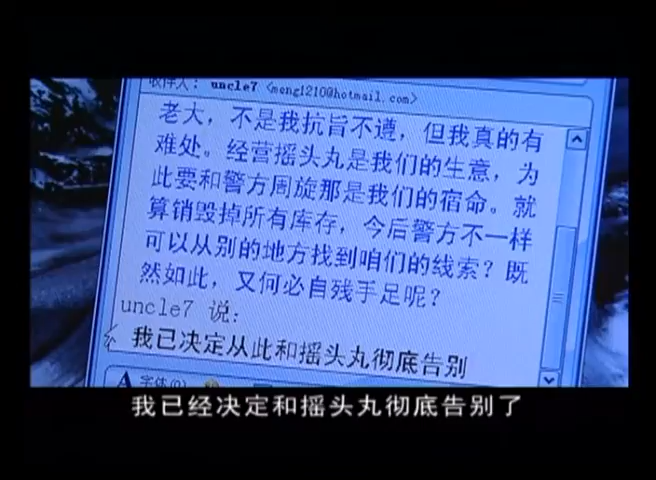 收件人： uncle7 <meng1210@hotmail.com>
老大，不是我抗旨不遵，但我真的有
难处。经营摇头丸是我们的生意，为
此要和警方周旋那是我们的宿命。就
算销毁掉所有库存，今后警方不一样
可以从别的地方找到咱们的线索？既
然如此，又何必自残手足呢？
uncle7 说：
我已决定从此和摇头丸彻底告别
A 字体(O)
我已经决定和摇头丸彻底告别了